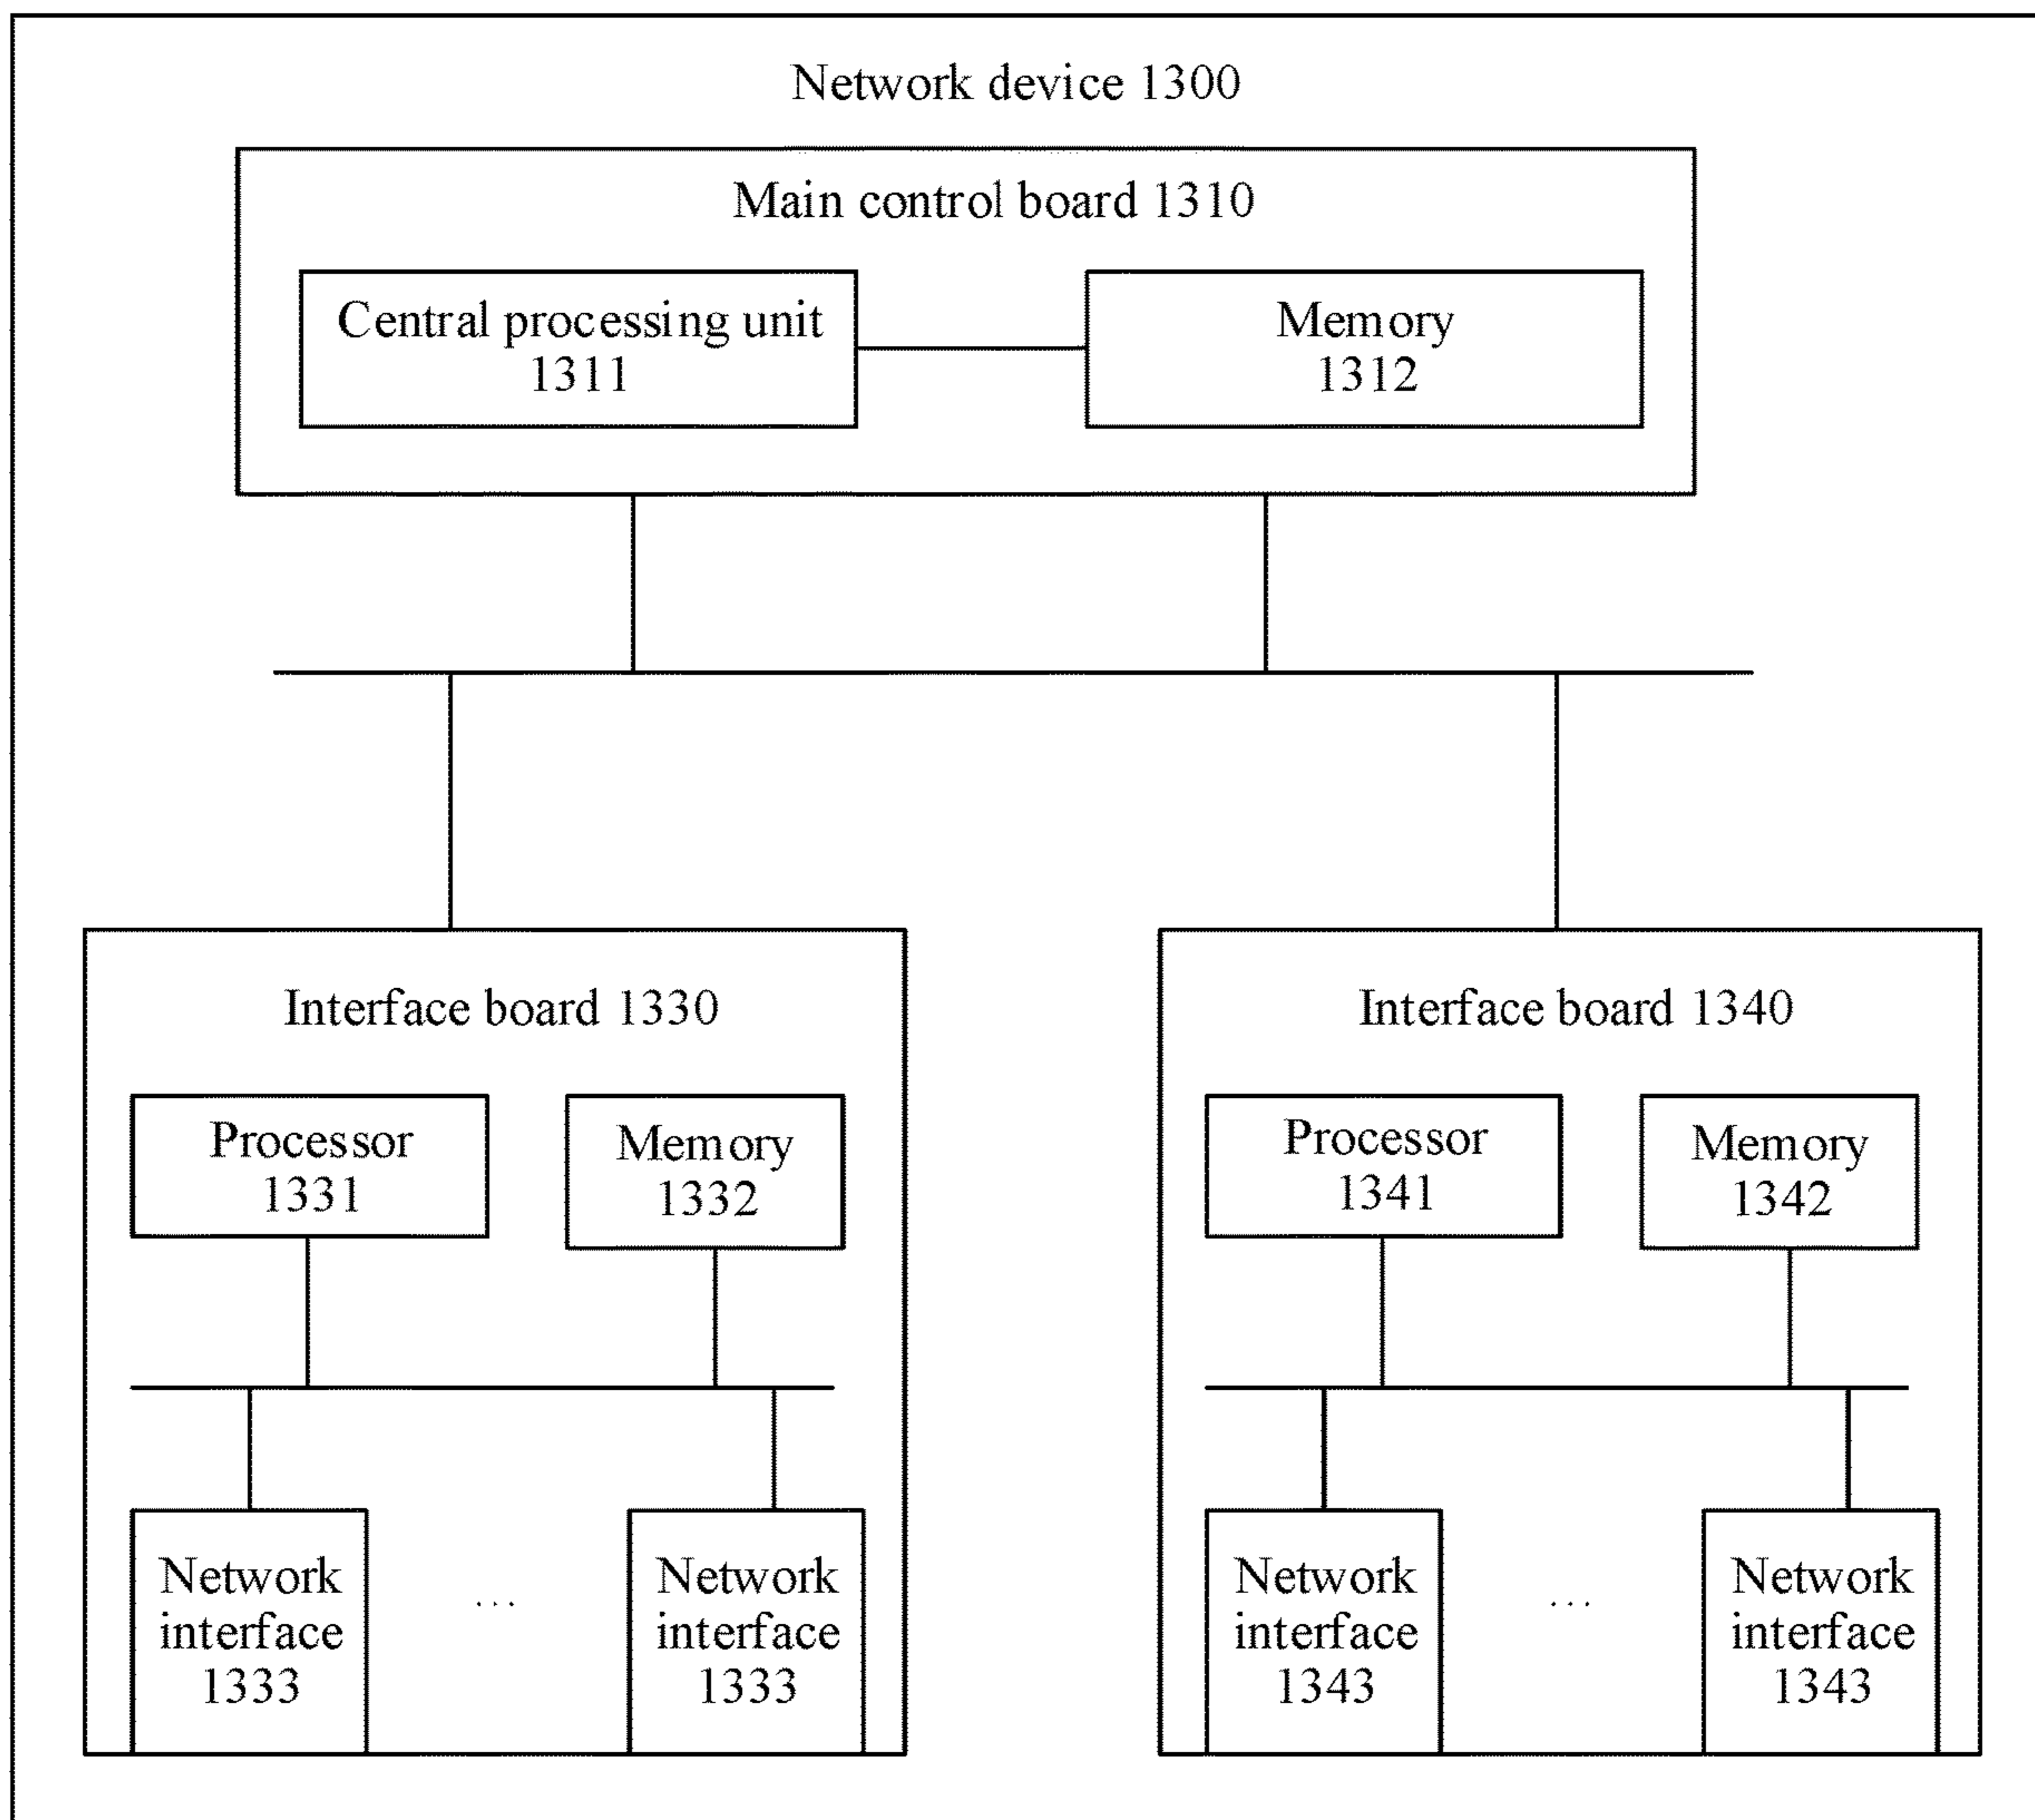 Network device 1300
Main control board 1310
Central processing unit
1311
Memory
1312
Interface board 1330
Processor
1331
Memory
1332
Network
interface
1333
...
Network
interface
1333
Interface board 1340
Processor
1341
Memory
1342
Network
interface
1343
...
Network
interface
1343